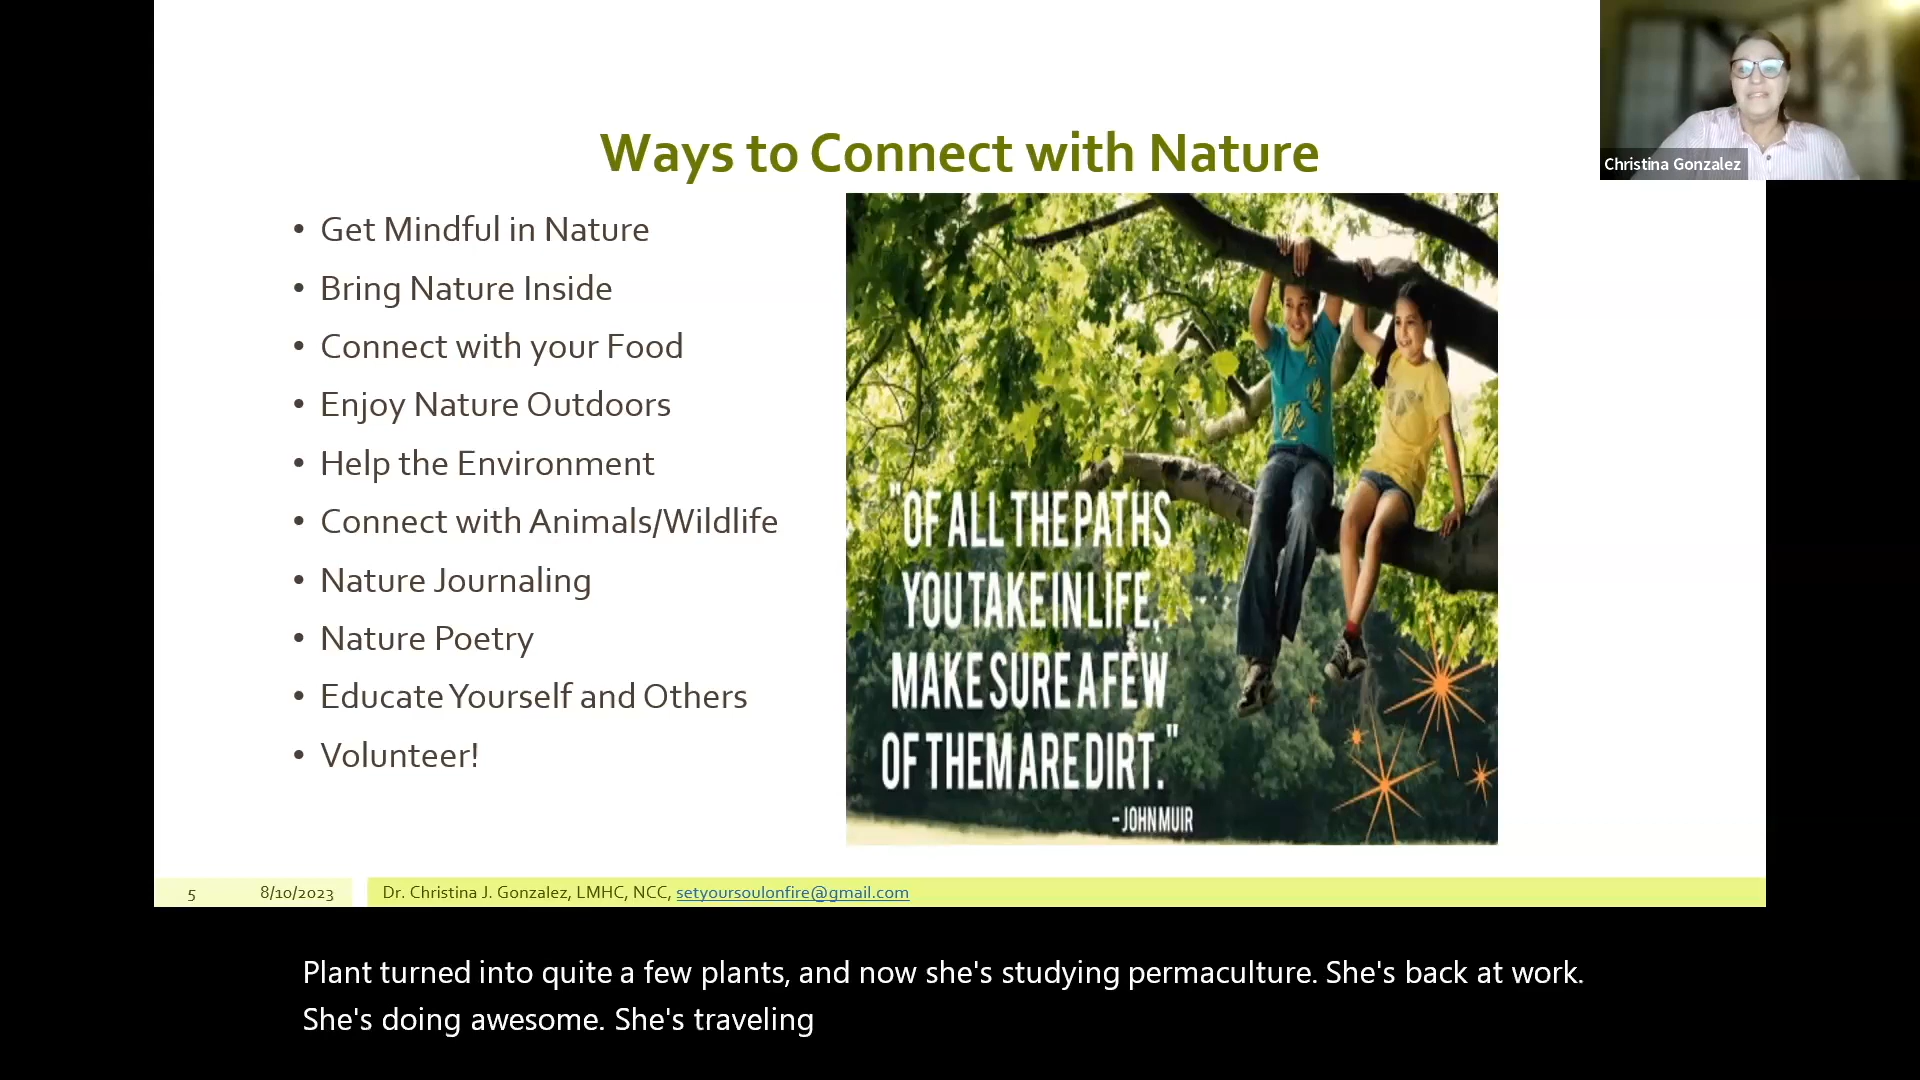 Ways to Connect with Nature
Christina Gonzalez
• Get Mindful in Nature
• Bring Nature Inside
• Connect with your Food
• Enjoy Nature Outdoors
• Help the Environment
• Connect with Animals/Wildlife
• Nature Journaling
• Nature Poetry
• Educate Yourself and Others
• Volunteer!
"OF ALL THE PATHS
YOU TAKE IN LIFE,
MAKE SURE A FEW
OF THEM ARE DIRT."
- JOHN MUIR
5 8/10/2023 Dr. Christina J. Gonzalez, LMHC, NCC, setyoursoulonfire@gmail.com
Plant turned into quite a few plants, and now she's studying permaculture. She's back at work.
She's doing awesome. She's traveling